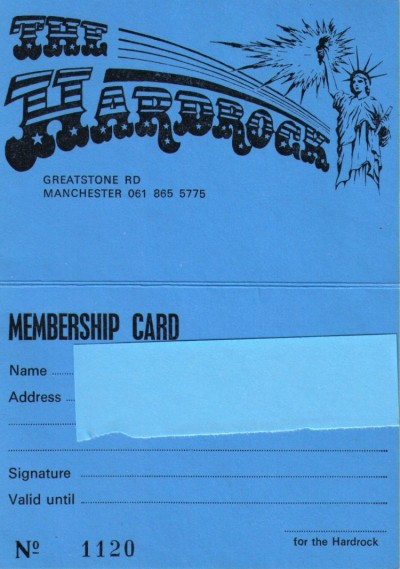 THE
HARDROCK
GREATSTONE RD
MANCHESTER 061 865 5775
MEMBERSHIP CARD
Name
Address
Signature
Valid until
for the Hardrock
Nº 1120